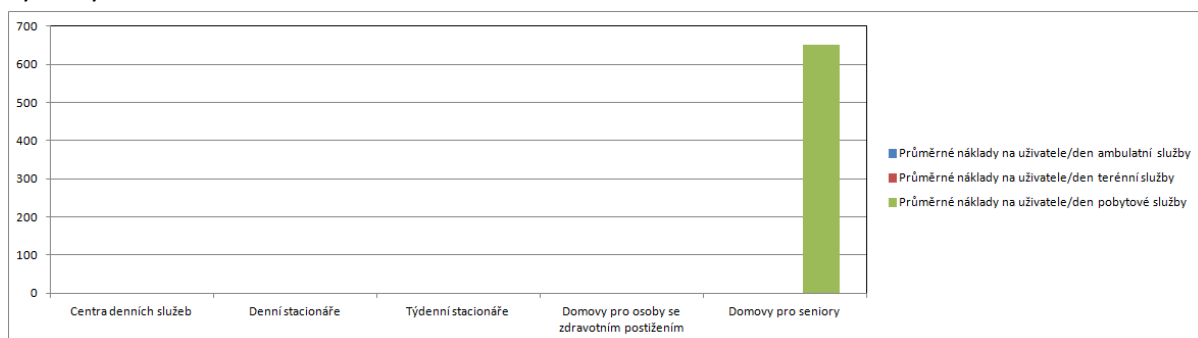 700
600
500
400
300
200
100
0
Centra denních služeb
Denní stacionáře
Týdenní stacionáře
Domovy pro osoby se
zdravotním postižením
Domovy pro seniory
Průměrné náklady na uživatele/den ambulatní služby
Průměrné náklady na uživatele/den terénní služby
Průměrné náklady na uživatele/den pobytové služby